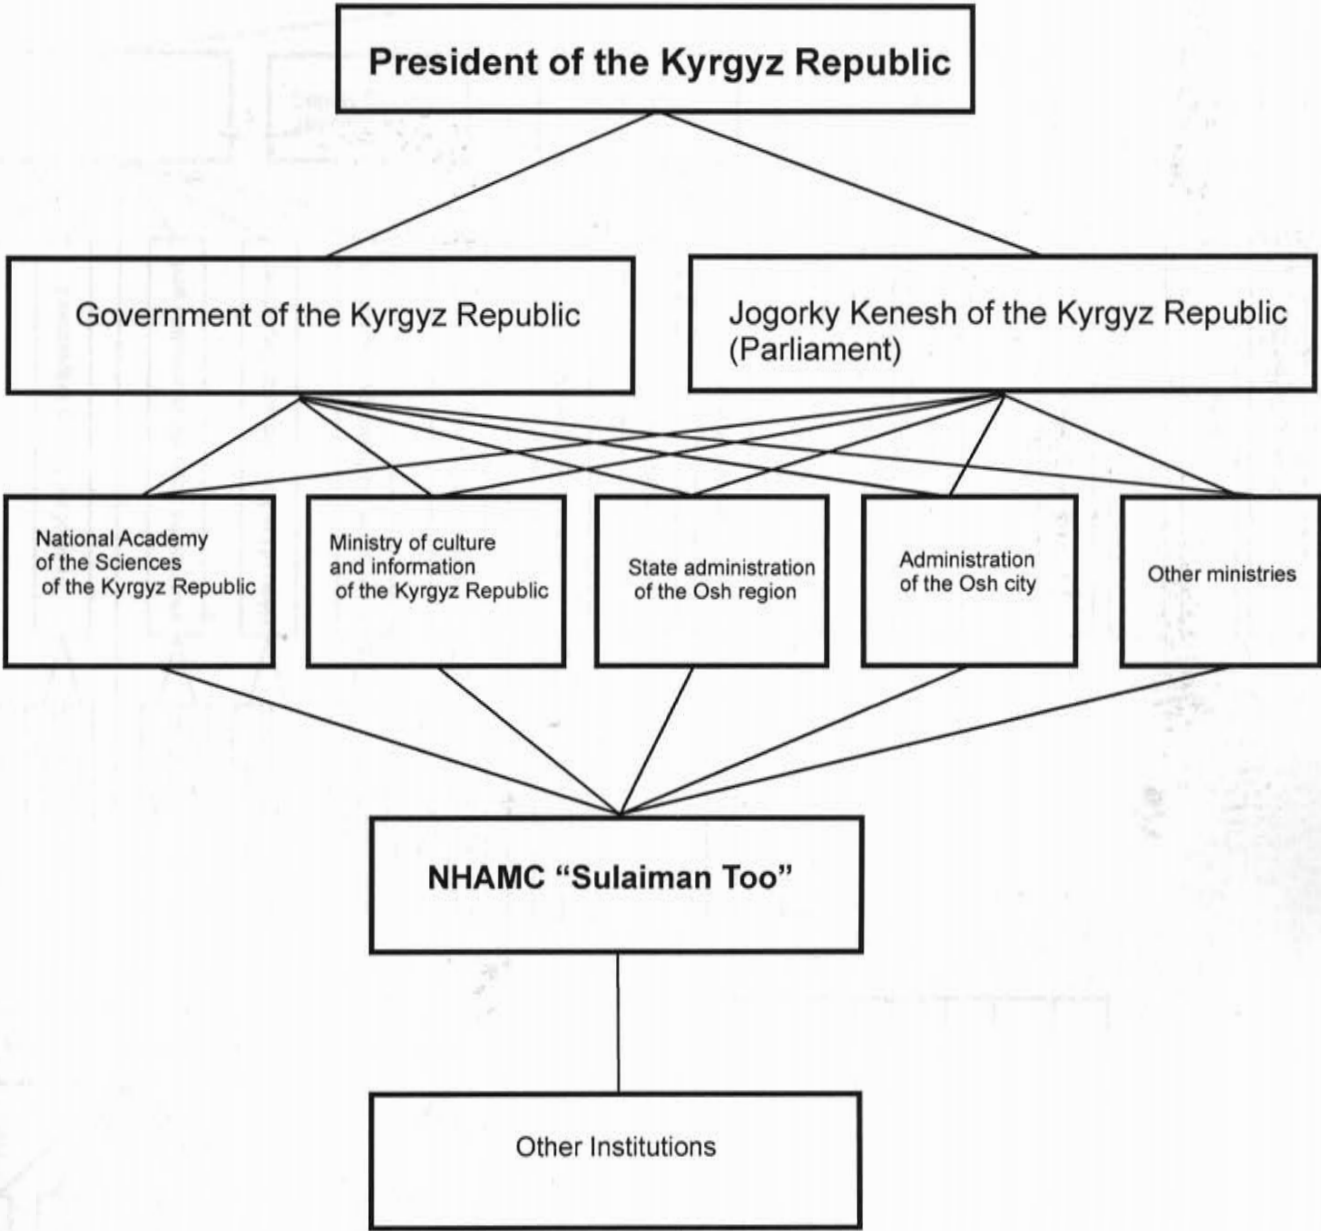 President of the Kyrgyz Republic
Government of the Kyrgyz Republic
Jogorky Kenesh of the Kyrgyz Republic
(Parliament)
National Academy
of the Sciences
of the Kyrgyz Republic
Ministry of culture
and information
of the Kyrgyz Republic
State administration
of the Osh region
Administration
of the Osh city
Other ministries
NHAMC “Sulaiman Too”
Other Institutions